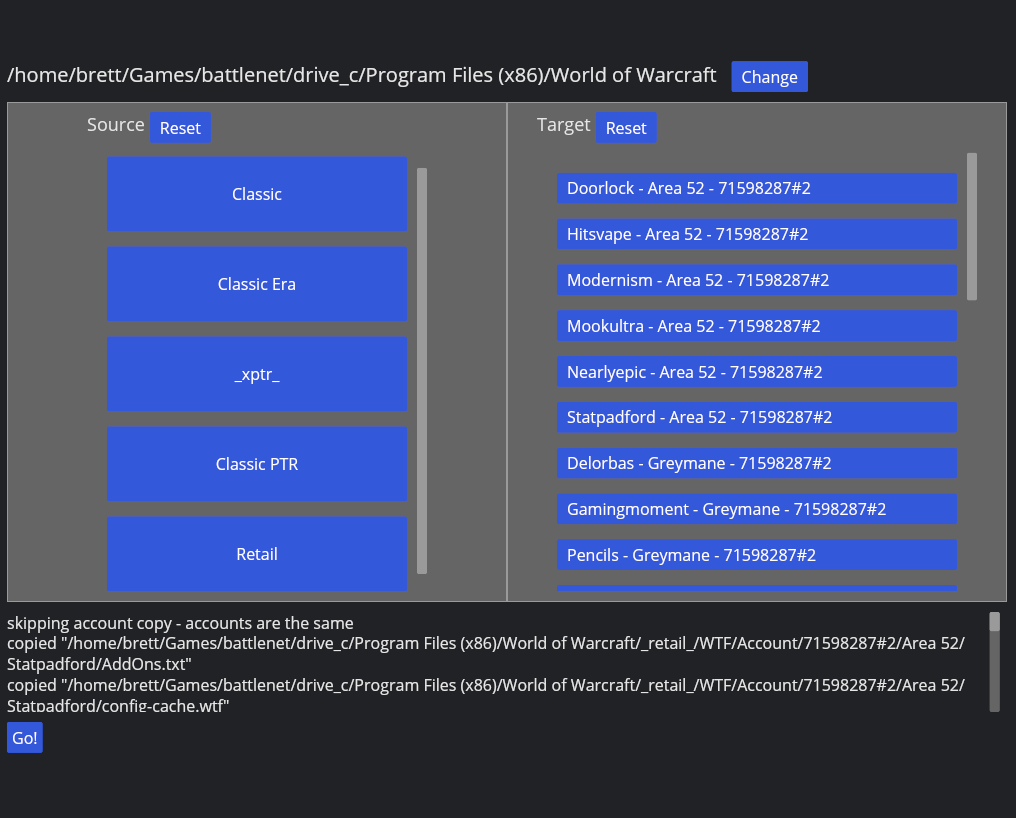 /home/brett/Games/battlenet/drive_c/Program Files (x86)/World of Warcraft Change
Source Reset
Classic
Classic Era
_xptr_
Classic PTR
Retail
Target Reset
Doorlock - Area 52 - 71598287#2
Hitsvape - Area 52 - 71598287#2
Modernism - Area 52 - 71598287#2
Mookultra - Area 52 - 71598287#2
Nearlyepic - Area 52 - 71598287#2
Statpadford - Area 52 - 71598287#2
Delorbas - Greymane - 71598287#2
Gamingmoment - Greymane - 71598287#2
Pencils - Greymane - 71598287#2
skipping account copy - accounts are the same
copied "/home/brett/Games/battlenet/drive_c/Program Files (x86)/World of Warcraft/_retail_/WTF/Account/71598287#2/Area 52/
Statpadford/AddOns.txt"
copied "/home/brett/Games/battlenet/drive_c/Program Files (x86)/World of Warcraft/_retail_/WTF/Account/71598287#2/Area 52/
Statpadford/config-cache.wtf"
Go!